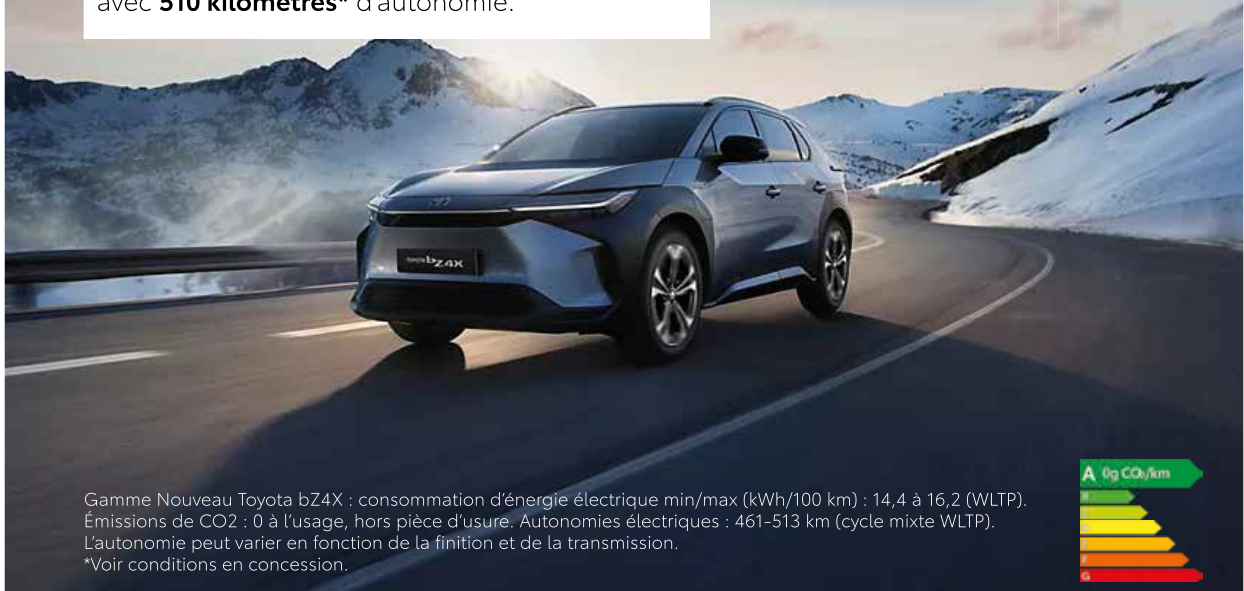 avec 510 kilomètres* d'autonomie.
TOYOTA bZ4X
Gamme Nouveau Toyota bZ4X : consommation d'énergie électrique min/max (kWh/100 km) : 14,4 à 16,2 (WLTP).
Émissions de CO2 : 0 à l'usage, hors pièce d'usure. Autonomies électriques : 461-513 km (cycle mixte WLTP).
L'autonomie peut varier en fonction de la finition et de la transmission.
*Voir conditions en concession.
A 0g CO₂/km
F
G